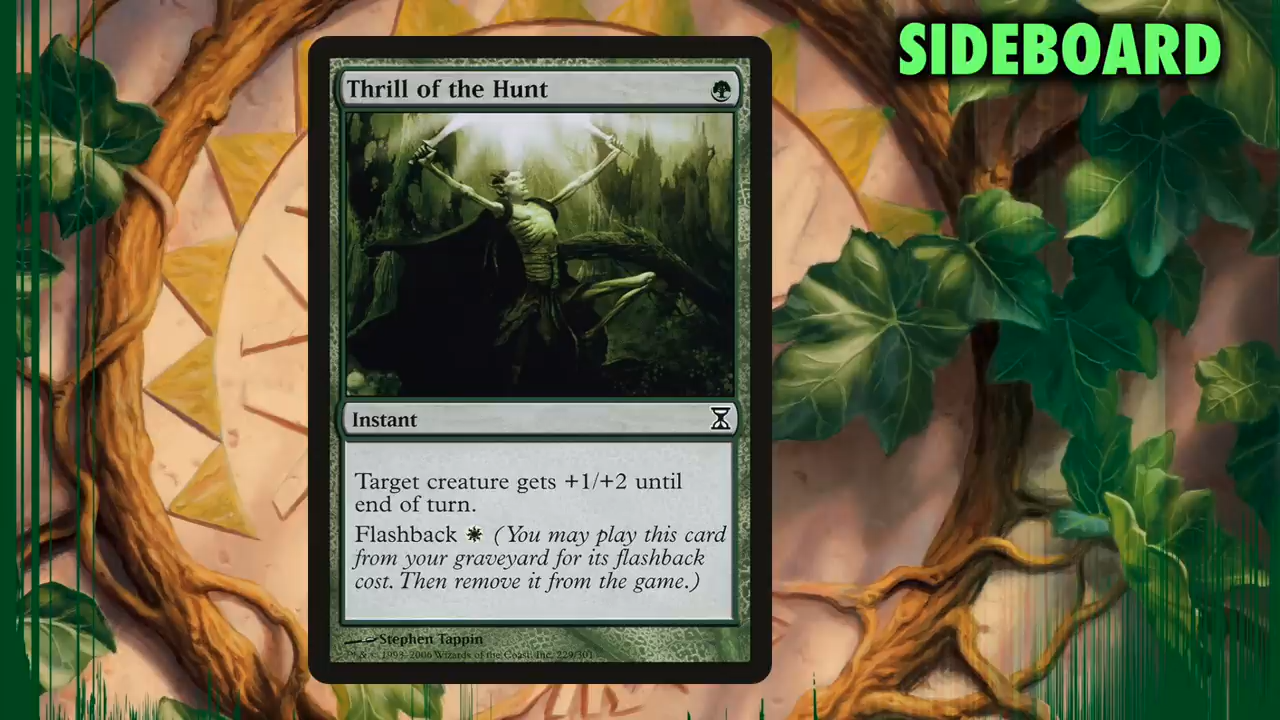 SIDEBOARD
Thrill of the Hunt
Instant
Target creature gets +1/+2 until
end of turn.
Flashback (You may play this card
from your graveyard for its flashback
cost. Then remove it from the game.)
Stephen Tappin
™ & © 1993–2006 Wizards of the Coast, Inc. 229/301